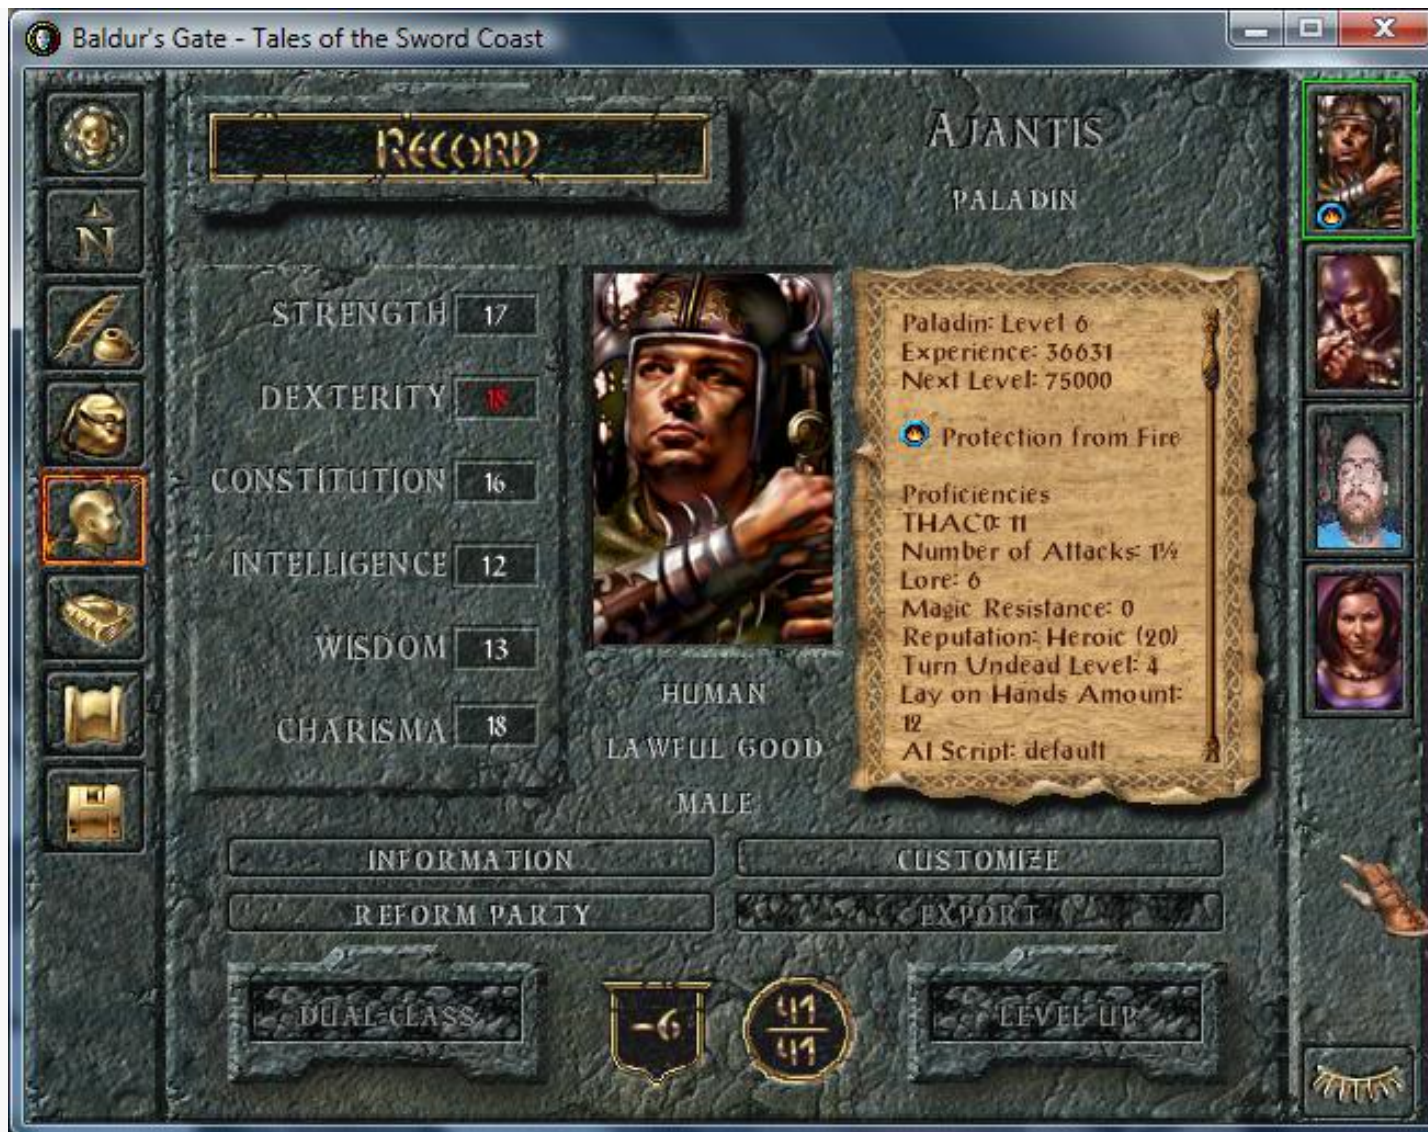 Baldur's Gate - Tales of the Sword Coast
RECORD
AJANTIS
PALADIN
N
STRENGTH 17
DEXTERITY 18
CONSTITUTION 16
INTELLIGENCE 12
WISDOM 13
CHARISMA 18
HUMAN
LAWFUL GOOD
MALE
Paladin: Level 6
Experience: 36631
Next Level: 75000
Protection from Fire
Proficiencies
THAC0: 11
Number of Attacks: 1½
Lore: 6
Magic Resistance: 0
Reputation: Heroic (20)
Turn Undead Level: 4
Lay on Hands Amount:
12
AI Script: default
INFORMATION
CUSTOMIZE
REFORM PARTY
EXPORT
DUAL-CLASS
-6
41
41
LEVEL UP